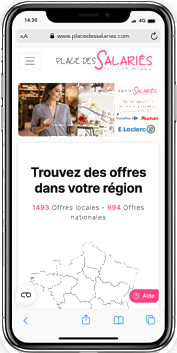 14:30
4G
AA
www.placedessalaries.com
PLACE DES SALARIÉS
Carrefour
Auchan
E.Leclerc
Trouvez des offres
dans votre région
1493 Offres locales - 994 Offres
nationales
Aide